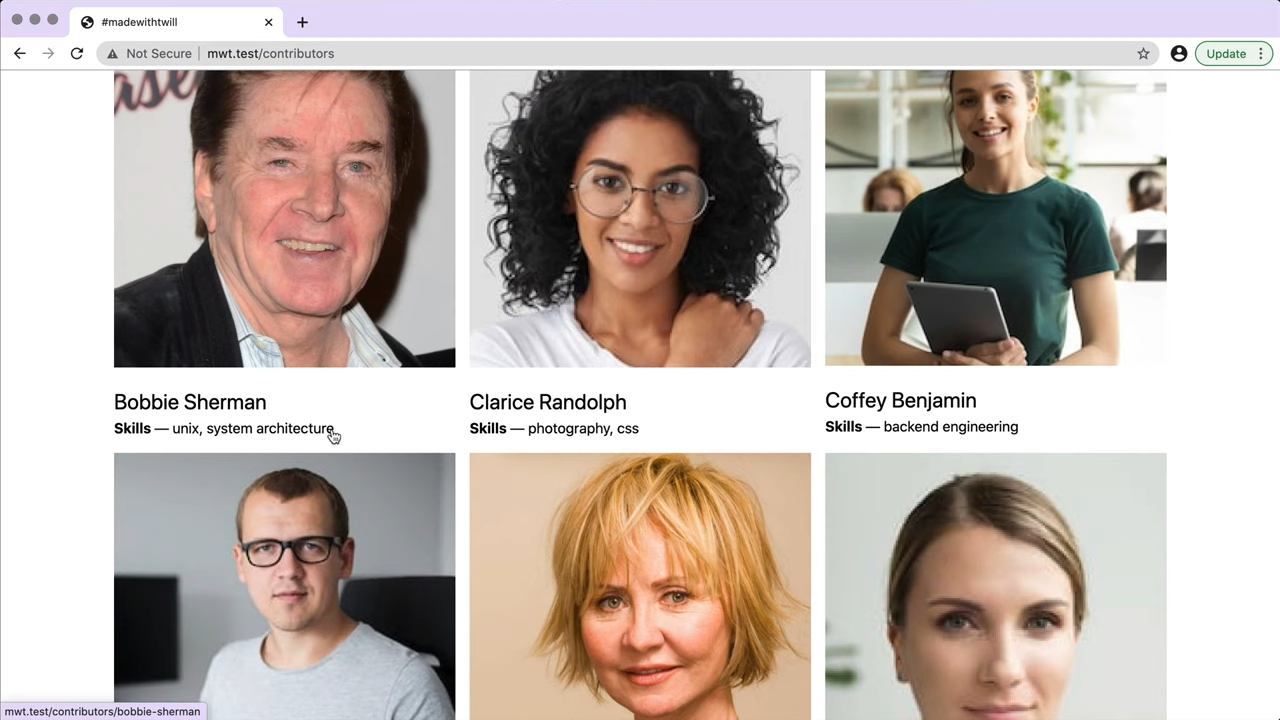 #madewithtwill
Not Secure mwt.test/contributors
Update
Bobbie Sherman
Skills — unix, system architecture
Clarice Randolph
Skills — photography, css
Coffey Benjamin
Skills — backend engineering
mwt.test/contributors/bobbie-sherman